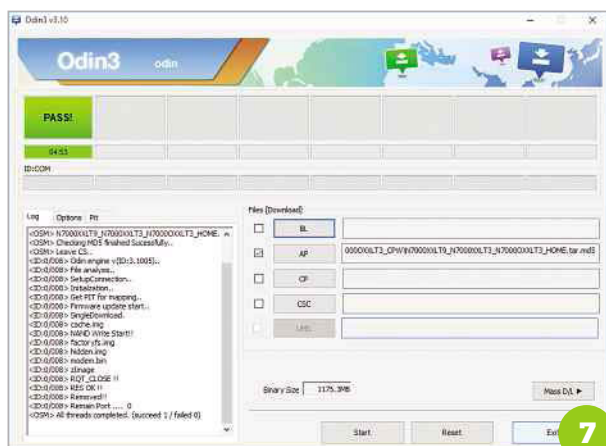 Odin3 v3.10
Odin3 odin
PASS!
04:53
ID:COM
Log Options Pit
<OSM> N7000XXLT9_N7000OXXLT3_HOME.
<OSM> Checking MD5 finished Sucessfully..
<OSM> Leave CS..
<ID:0/008> Odin engine v(ID:3.1005)..
<ID:0/008> File analysis..
<ID:0/008> SetupConnection..
<ID:0/008> Initialzation..
<ID:0/008> Get PIT for mapping..
<ID:0/008> Firmware update start..
<ID:0/008> SingleDownload.
<ID:0/008> cache.img
<ID:0/008> NAND Write Start!!
<ID:0/008> factoryfs.img
<ID:0/008> hidden.img
<ID:0/008> modem.bin
<ID:0/008> zImage
<ID:0/008> RQT_CLOSE !!
<ID:0/008> RES OK !!
<ID:0/008> Removed!!
<ID:0/008> Remain Port .... 0
<OSM> All threads completed. (succeed 1 / failed 0)
Files [Download]
BL
AP
CP
CSC
UMS
Binary Size 1175.3MB
Mass D/L ►
Start Reset
7